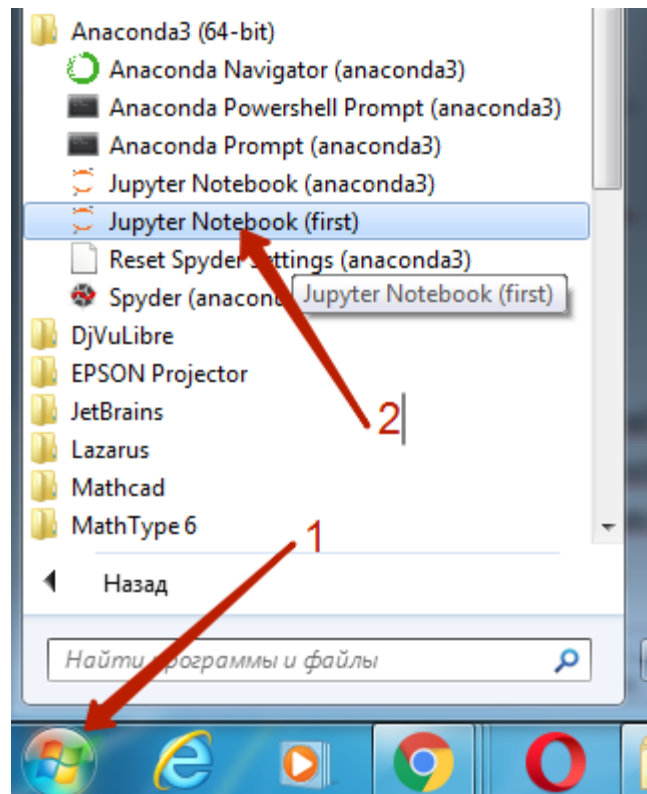 Anaconda3 (64-bit)
Anaconda Navigator (anaconda3)
Anaconda Powershell Prompt (anaconda3)
Anaconda Prompt (anaconda3)
Jupyter Notebook (anaconda3)
Jupyter Notebook (first)
Reset Spyder Settings (anaconda3)
Spyder (anacond
Jupyter Notebook (first)
DjVuLibre
EPSON Projector
JetBrains
2
Lazarus
Mathcad
MathType 6
1
Назад
Найти программы и файлы